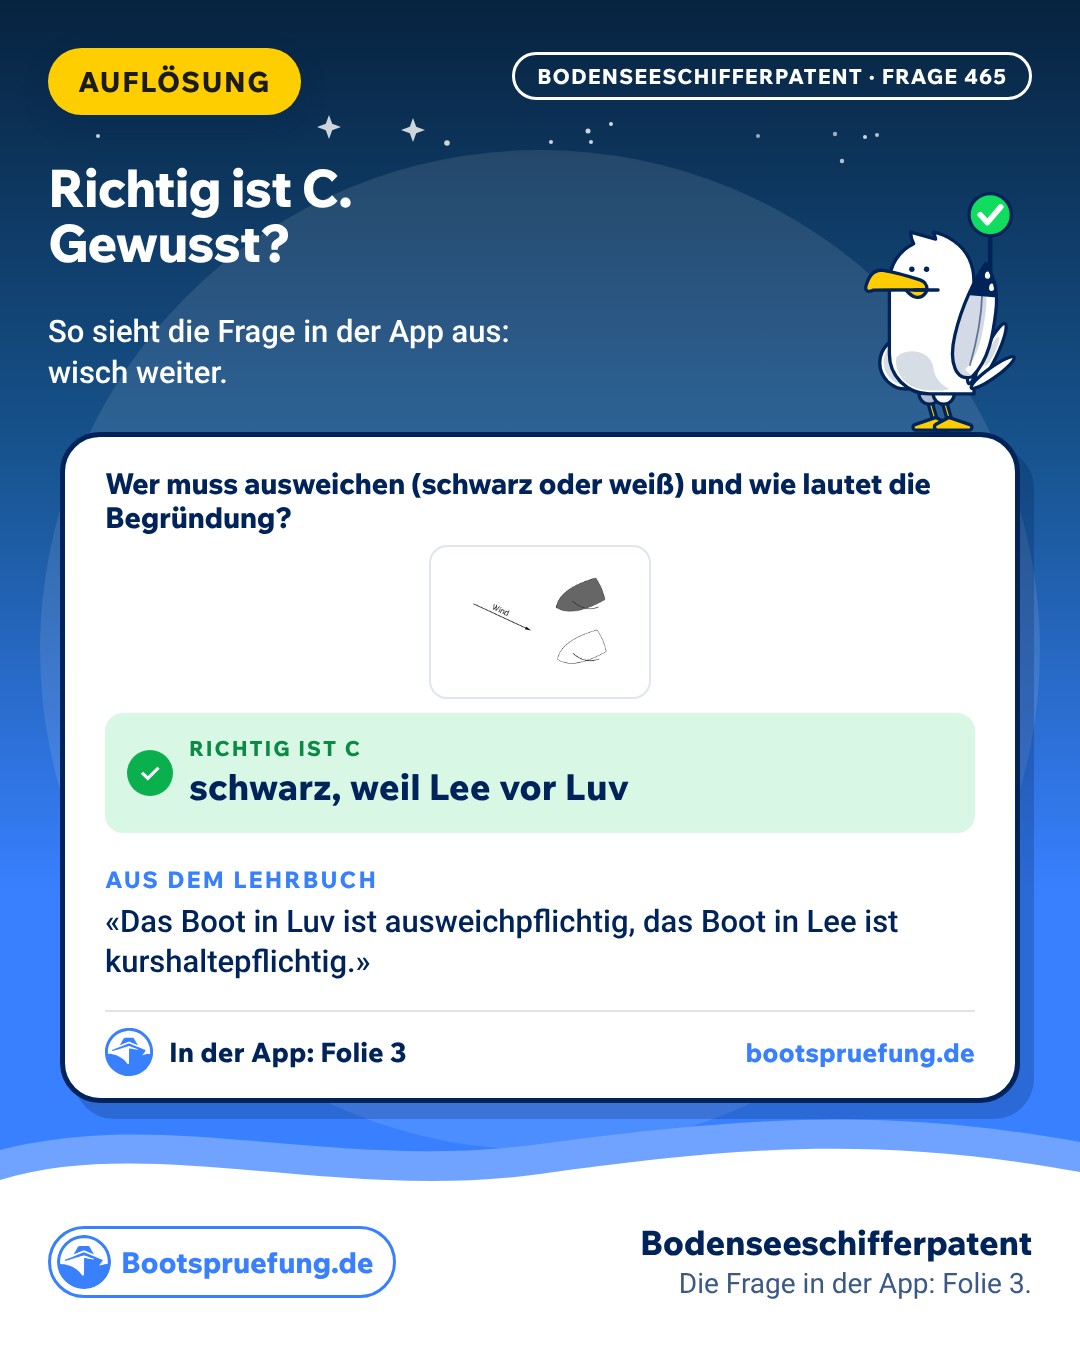 AUFLÖSUNG
BODENSEESCHIFFERPATENT · FRAGE 465
Richtig ist C.
Gewusst?
So sieht die Frage in der App aus:
wisch weiter.
Wer muss ausweichen (schwarz oder weiß) und wie lautet die
Begründung?
Wind
RICHTIG IST C
schwarz, weil Lee vor Luv
AUS DEM LEHRBUCH
«Das Boot in Luv ist ausweichpflichtig, das Boot in Lee ist
kurshaltepflichtig.»
In der App: Folie 3
bootspruefung.de
Bootspruefung.de
Bodenseeschifferpatent
Die Frage in der App: Folie 3.